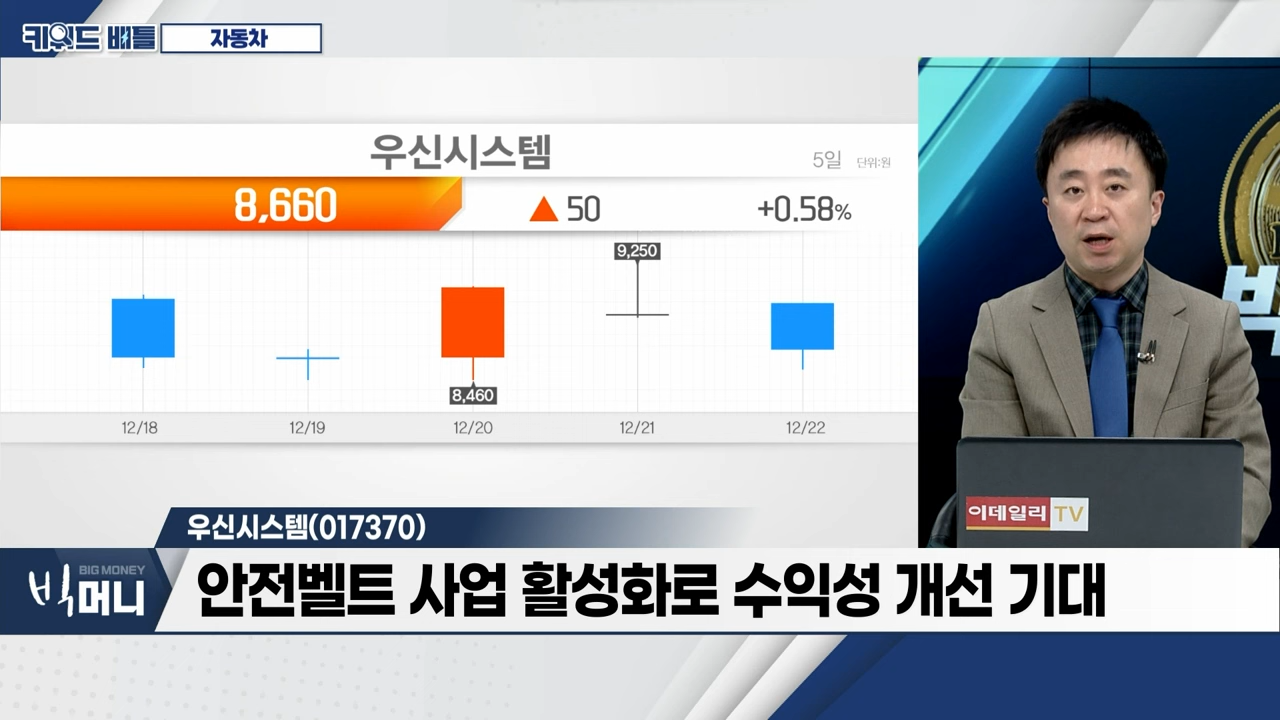 키워드 배틀
자동차
우신시스템
5일 단위:원
8,660 ▲50 +0.58%
9,250
8,460
12/18 12/19 12/20 12/21 12/22
이데일리TV
우신시스템(017370)
BIG MONEY
빅머니
안전벨트 사업 활성화로 수익성 개선 기대